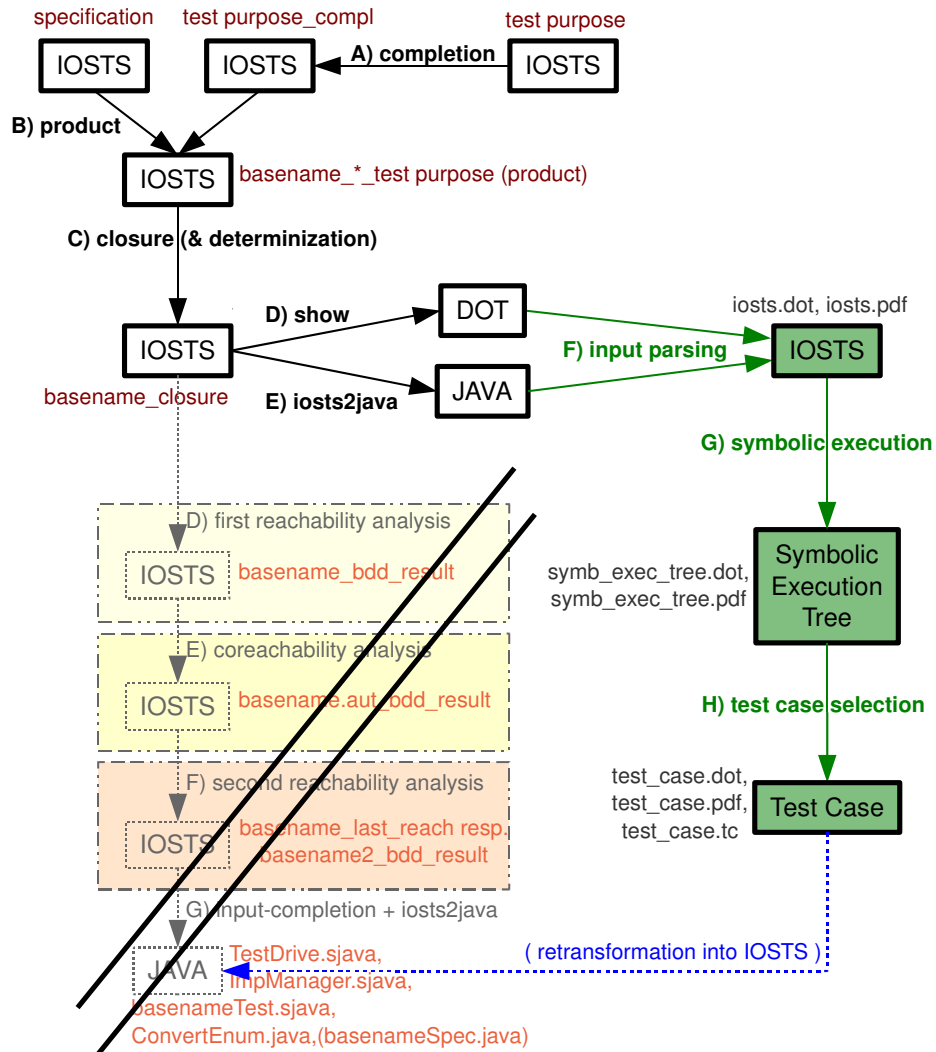 specification
test purpose_compl
test purpose
IOSTS
IOSTS
A) completion
IOSTS
B) product
IOSTS
basename_*_test purpose (product)
C) closure (& determinization)
IOSTS
basename_closure
D) show
DOT
E) iosts2java
JAVA
F) input parsing
iosts.dot, iosts.pdf
IOSTS
G) symbolic execution
symb_exec_tree.dot,
symb_exec_tree.pdf
Symbolic
Execution
Tree
H) test case selection
test_case.dot,
test_case.pdf,
test_case.tc
Test Case
( retransformation into IOSTS )
D) first reachability analysis
IOSTS
basename_bdd_result
E) coreachability analysis
IOSTS
basename.aut_bdd_result
F) second reachability analysis
IOSTS
basename_last_reach resp.
basename2_bdd_result
G) input-completion + iosts2java
JAVA
TestDrive.sjava,
ImpManager.sjava,
basenameTest.sjava,
ConvertEnum.java,(basenameSpec.java)